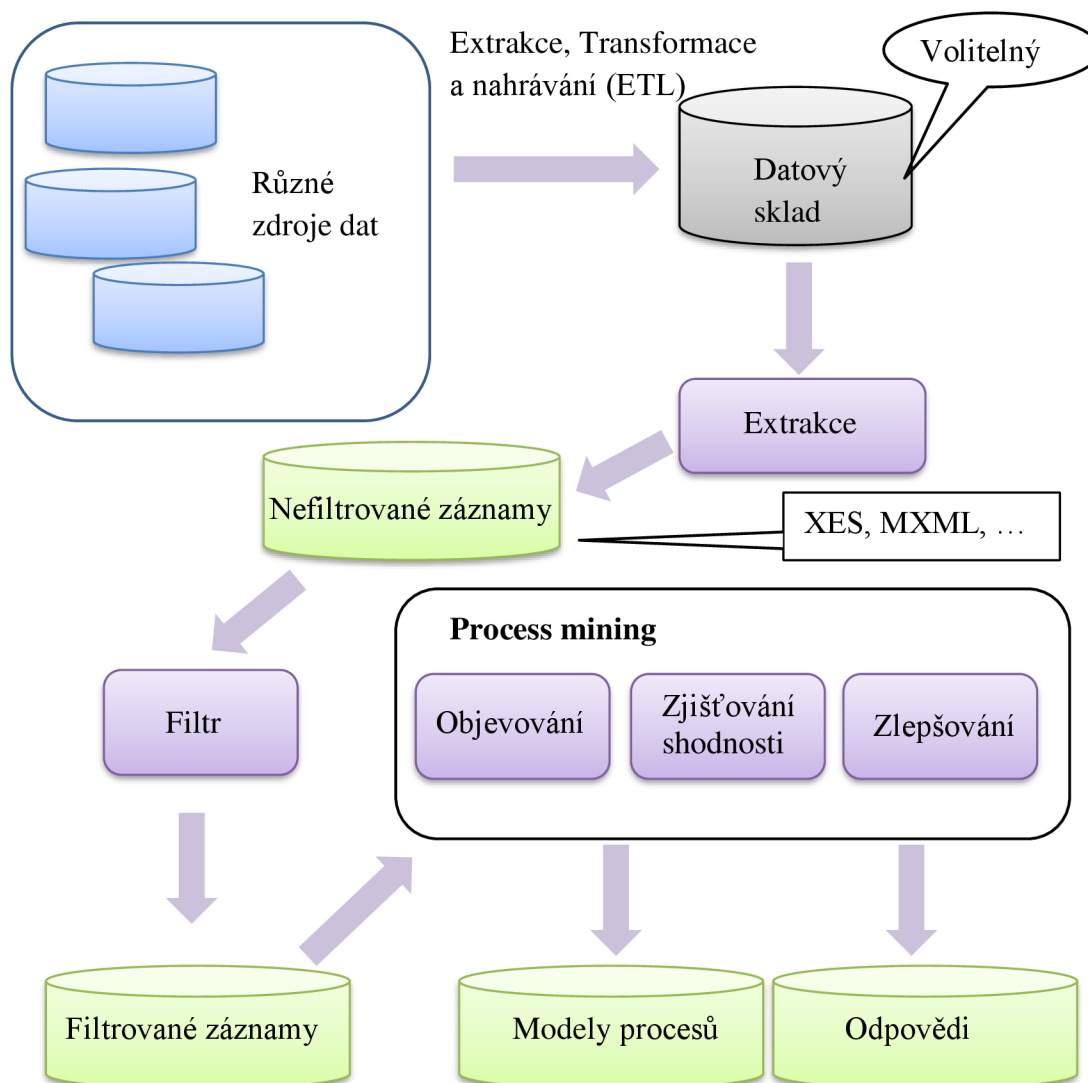 Extrakce, Transformace
a nahrávání (ETL)
Volitelný
Různé
zdroje dat
Datový
sklad
Extrakce
Nefiltrované záznamy
XES, MXML, …
Process mining
Filtr
Objevování
Zjišťování
shodnosti
Zlepšování
Filtrované záznamy
Modely procesů
Odpovědi